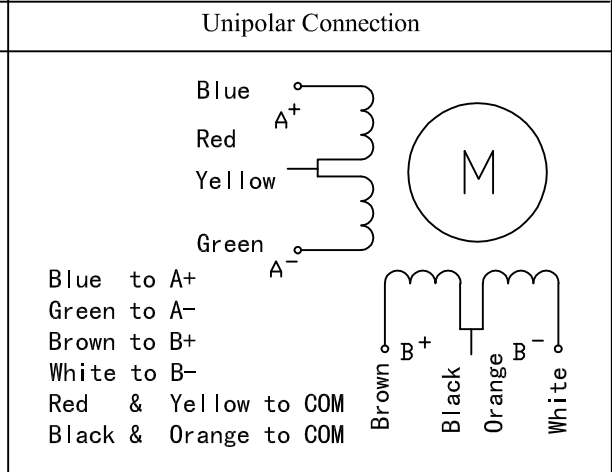 Unipolar Connection
Blue
A+
Red
Yellow
Green
A-
M
Blue to A+
Green to A-
Brown to B+
White to B-
Red & Yellow to COM
Black & Orange to COM
Brown
B+
Black
Orange
B-
White